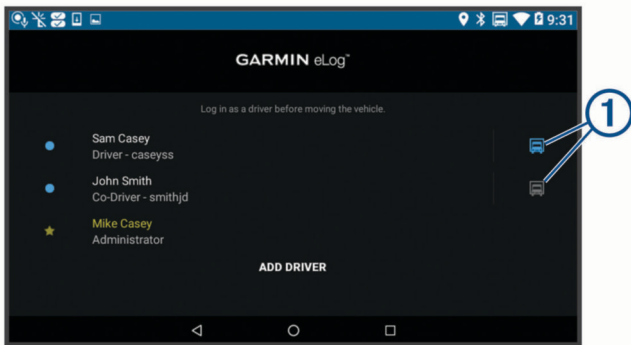 9:31
GARMIN eLog™
Log in as a driver before moving the vehicle.
Sam Casey
Driver - caseyss
John Smith
Co-Driver - smithjd
Mike Casey
Administrator
ADD DRIVER
1